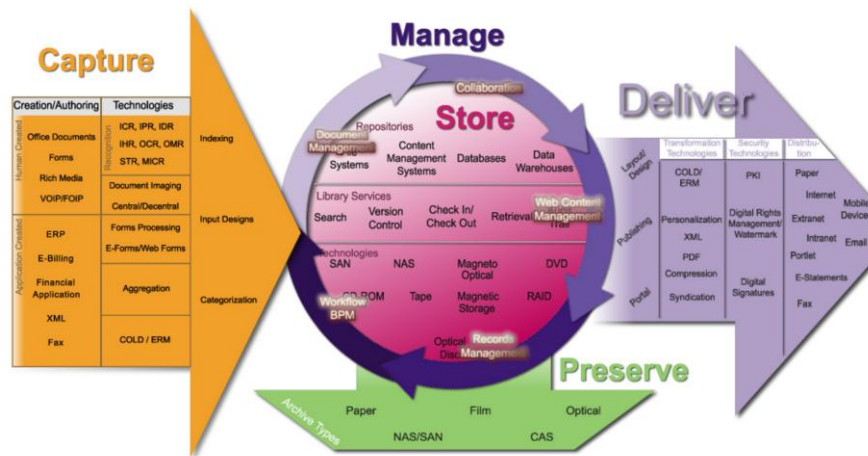 Capture
Creation/Authoring
Technologies
Human Created
Office Documents
Forms
Rich Media
VOIP/FOIP
Recognition
ICR, IPR, IDR
IHR, OCR, OMR
STR, MICR
Document Imaging
Central/Decentral
Application Created
ERP
E-Billing
Financial
Application
XML
Fax
Forms Processing
E-Forms/Web Forms
Aggregation
COLD / ERM
Indexing
Input Designs
Categorization
Manage
Collaboration
Document
Management
Web Content
Management
Records
Management
Workflow
BPM
Store
Repositories
Systems
Content
Management
Systems
Databases
Data
Warehouses
Library Services
Search
Version
Control
Check In/
Check Out
Retrieval
Technologies
SAN
NAS
Magneto
Optical
DVD
Tape
Magnetic
Storage
RAID
Optical
Preserve
Archive Types
Paper
Film
Optical
NAS/SAN
CAS
Deliver
Layout/
Design
Publishing
Portal
Transformation
Technologies
COLD/
ERM
Personalization
XML
PDF
Compression
Syndication
Security
Technologies
PKI
Digital Rights
Management/
Watermark
Digital
Signatures
Distribu-
tion
Paper
Internet
Extranet
Intranet
Portlet
E-Statements
Fax
Mobile
Devices
Email